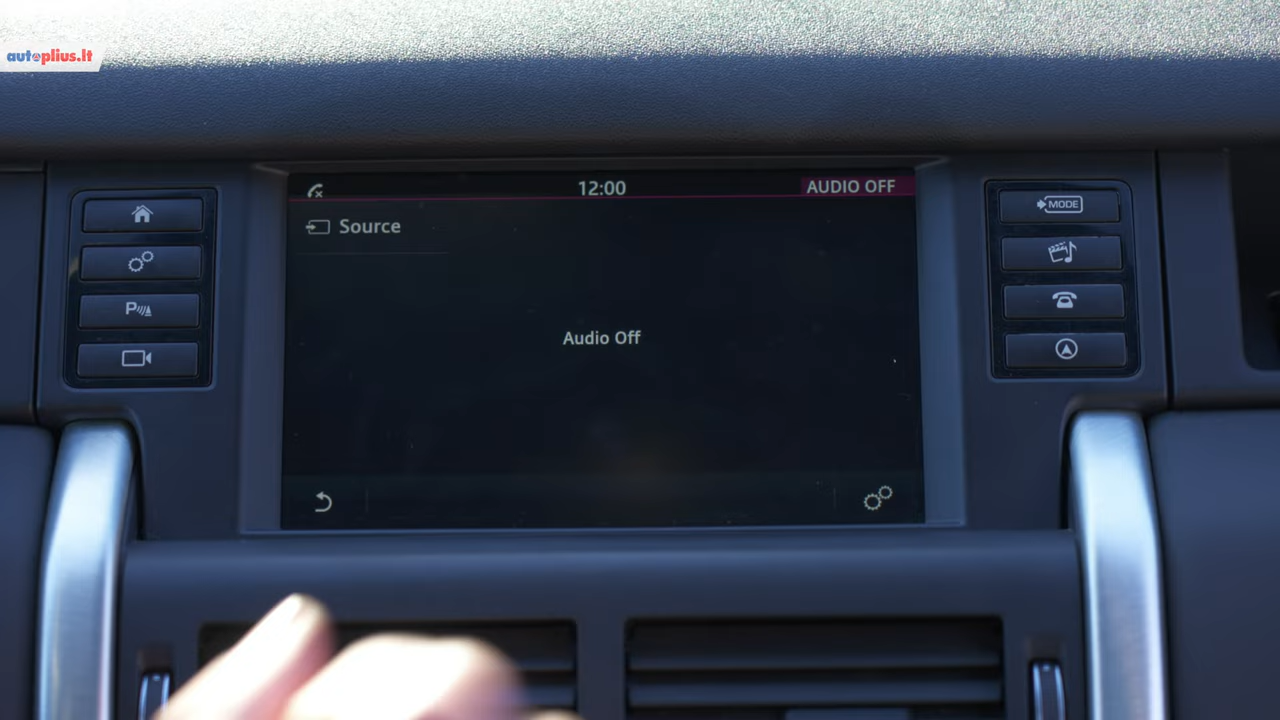 autoplius.lt
12:00
AUDIO OFF
MODE
Source
P
Audio Off